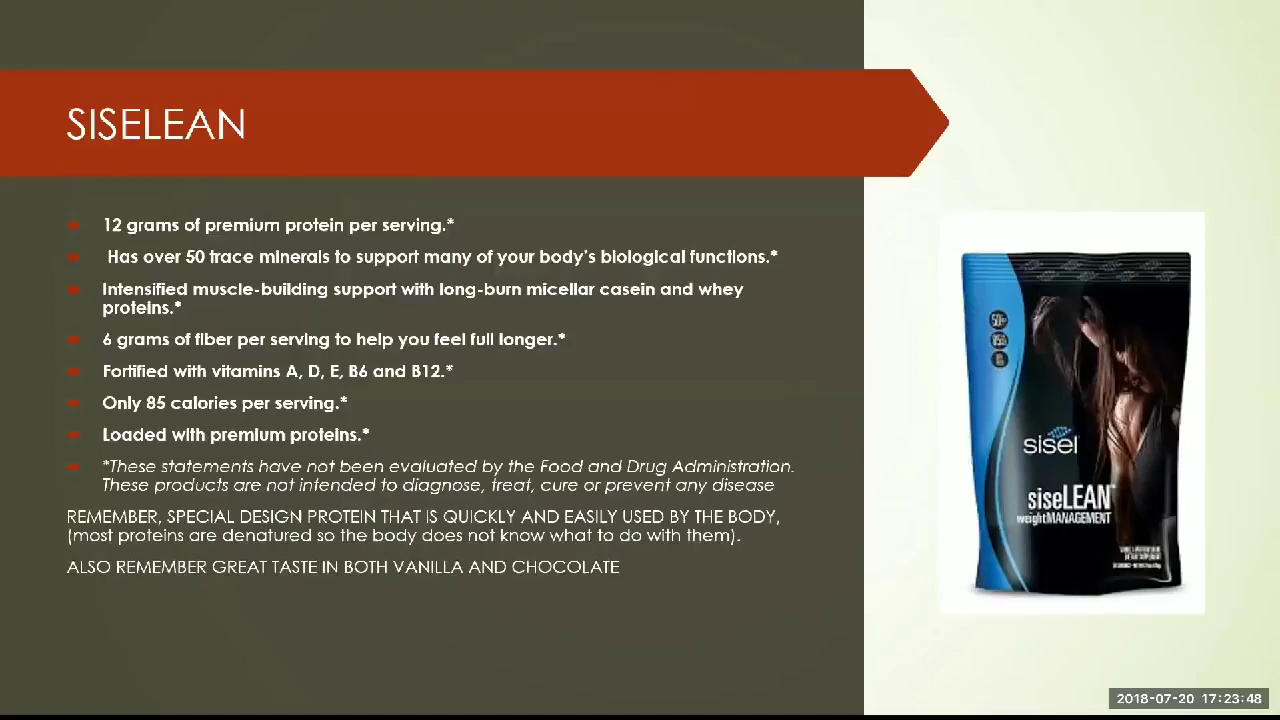 SISELEAN
12 grams of premium protein per serving.*
Has over 50 trace minerals to support many of your body's biological functions.*
Intensified muscle-building support with long-burn micellar casein and whey
proteins.*
6 grams of fiber per serving to help you feel full longer.*
Fortified with vitamins A, D, E, B6 and B12.*
Only 85 calories per serving.*
Loaded with premium proteins.*
*These statements have not been evaluated by the Food and Drug Administration.
These products are not intended to diagnose, treat, cure or prevent any disease
REMEMBER, SPECIAL DESIGN PROTEIN THAT IS QUICKLY AND EASILY USED BY THE BODY,
(most proteins are denatured so the body does not know what to do with them).
ALSO REMEMBER GREAT TASTE IN BOTH VANILLA AND CHOCOLATE
sisel
siseLEAN
weightMANAGEMENT
2018-07-20 17:23:48